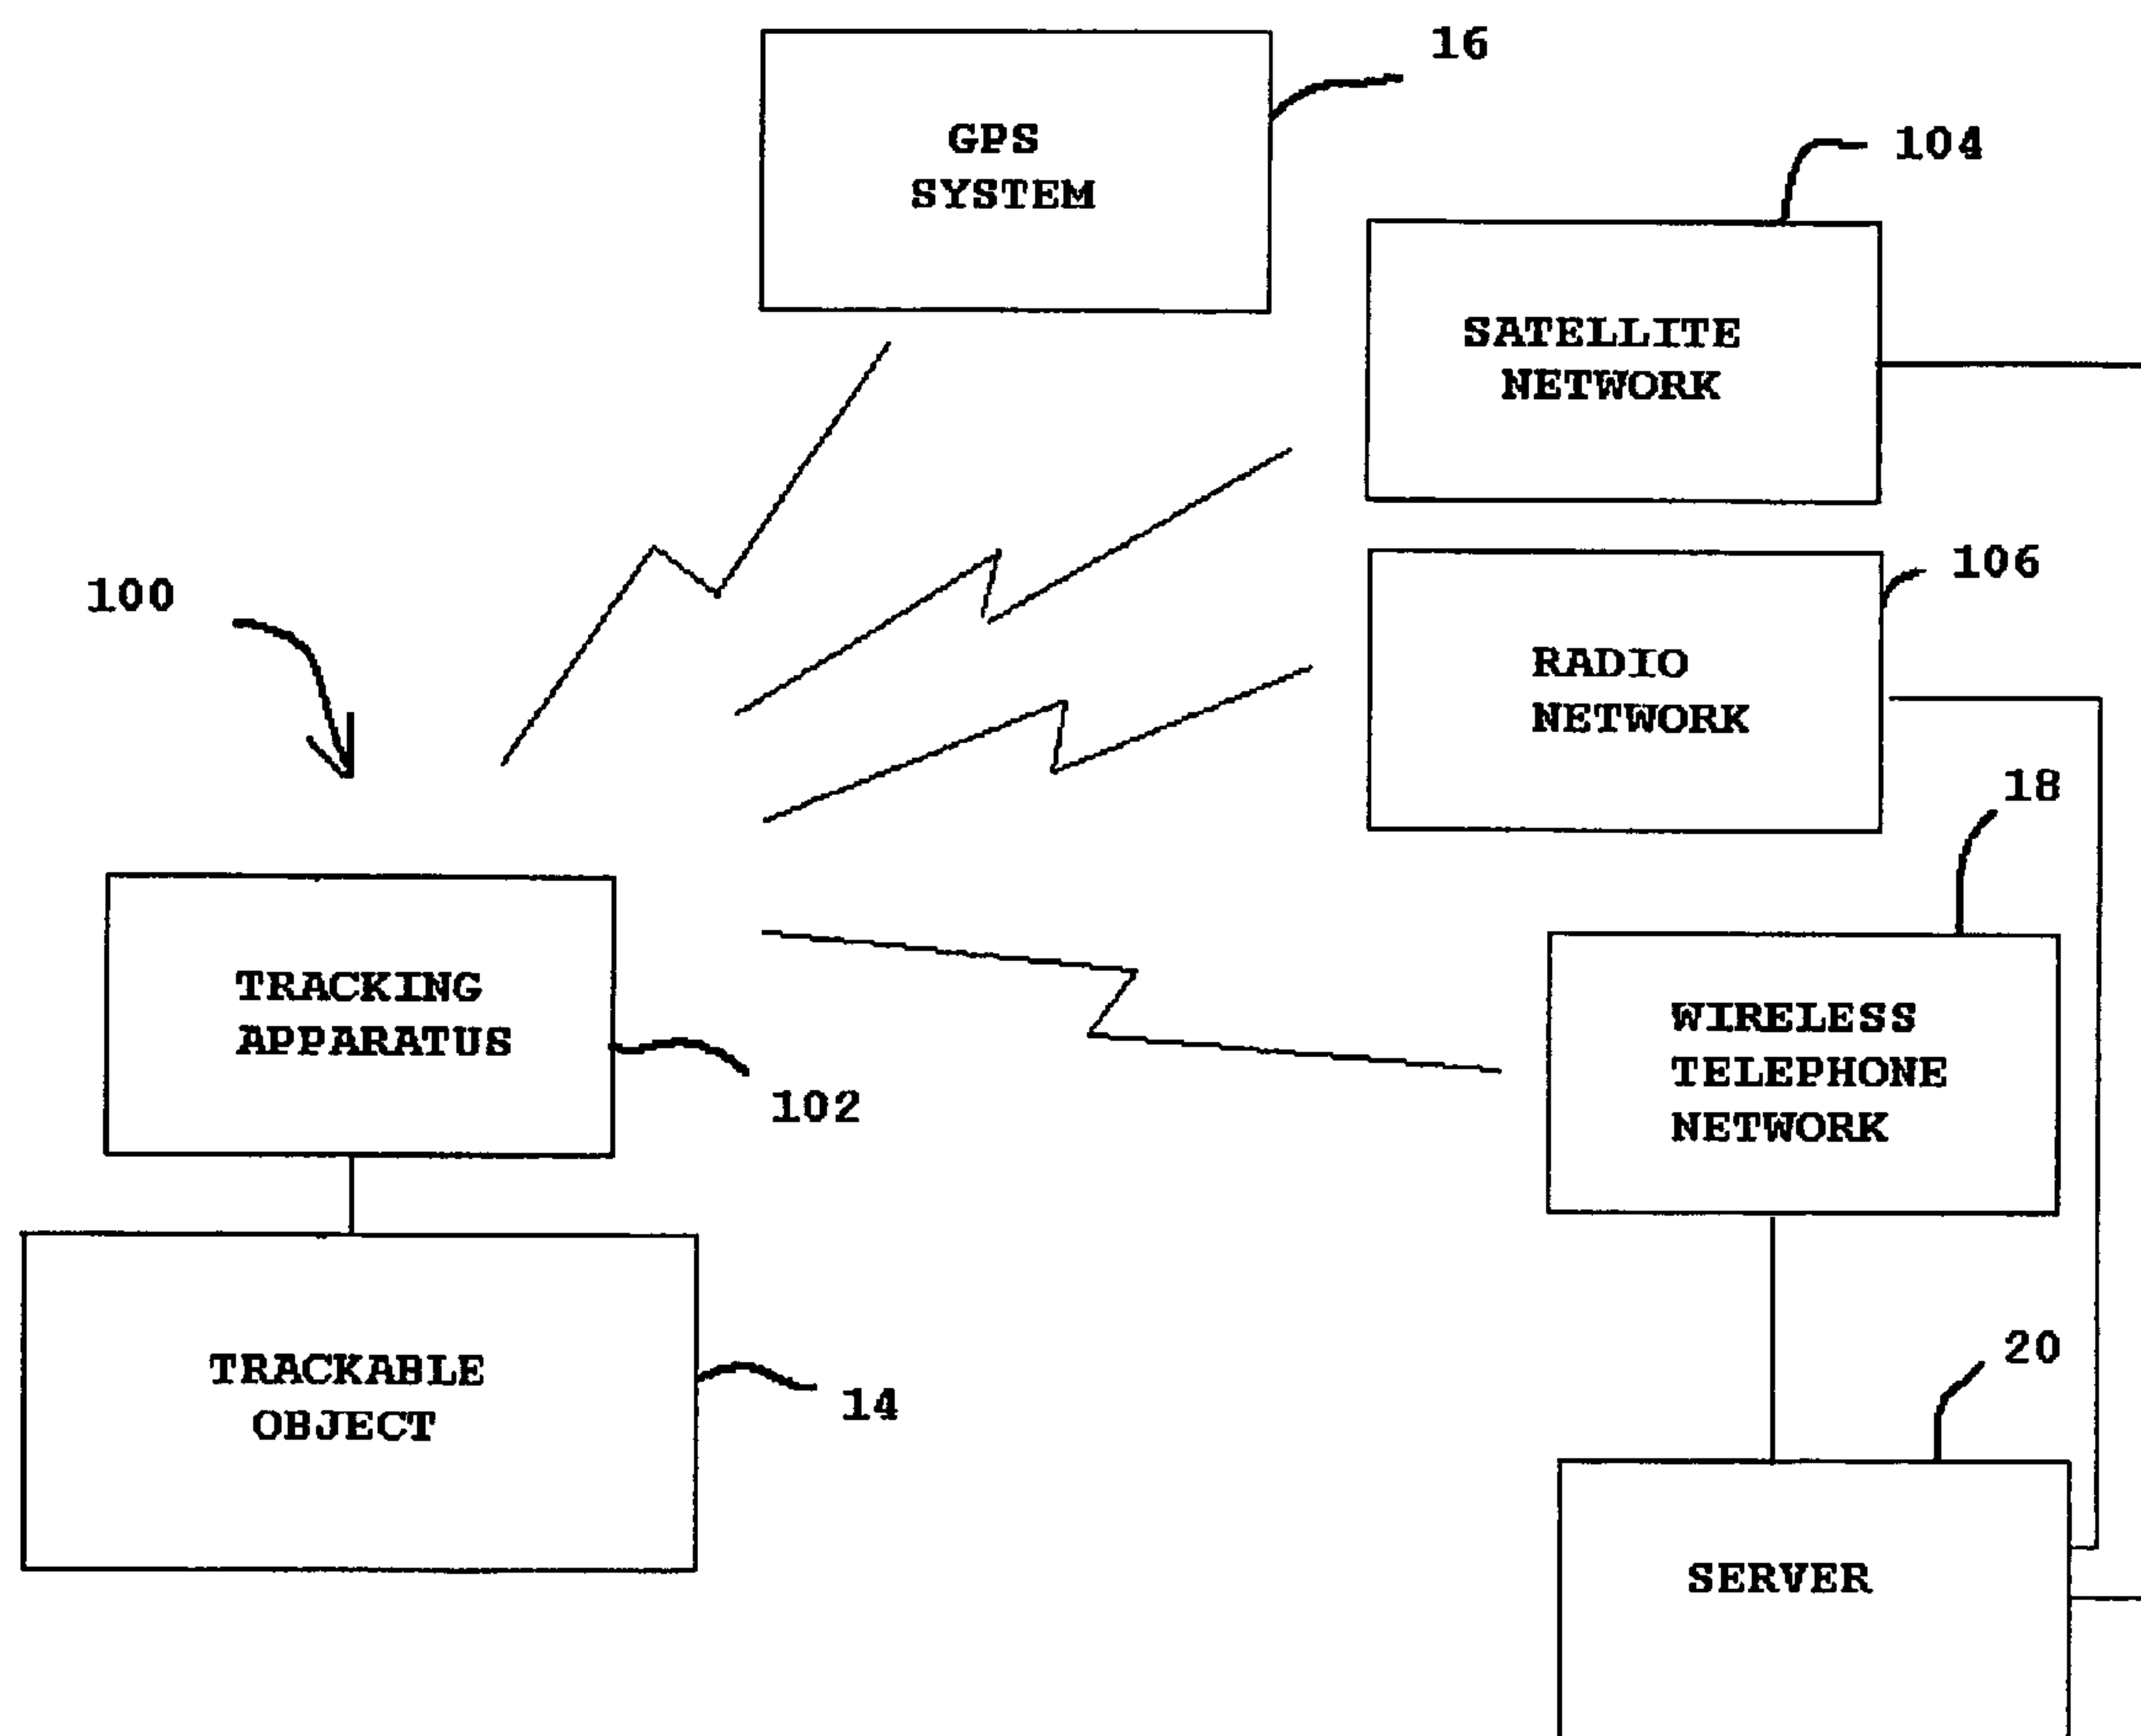 16
GPS
SYSTEM
104
SATELLITE
NETWORK
100
106
RADIO
NETWORK
18
TRACKING
APPARATUS
102
WIRELESS
TELEPHONE
NETWORK
TRACKABLE
OBJECT
14
20
SERVER